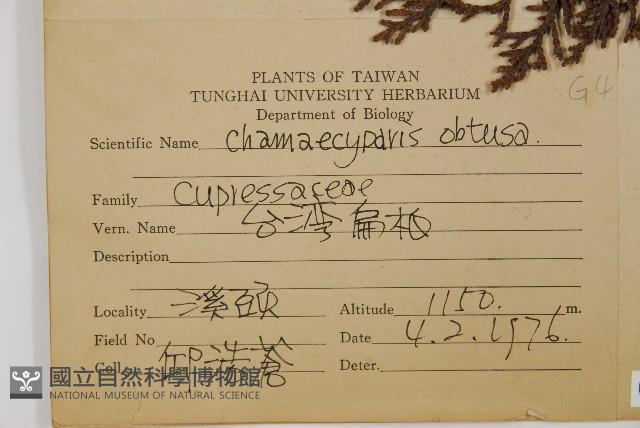 PLANTS OF TAIWAN
TUNGHAI UNIVERSITY HERBARIUM
Department of Biology
G4
Scientific Name Chamaecyparis obtusa.
Family Cupressaceae
Vern. Name 台湾扁柏
Description
Locality 溪頭 Altitude 1150. m.
Field No Date 4.2.1976.
Coll. Deter.
國立自然科學博物館
NATIONAL MUSEUM OF NATURAL SCIENCE